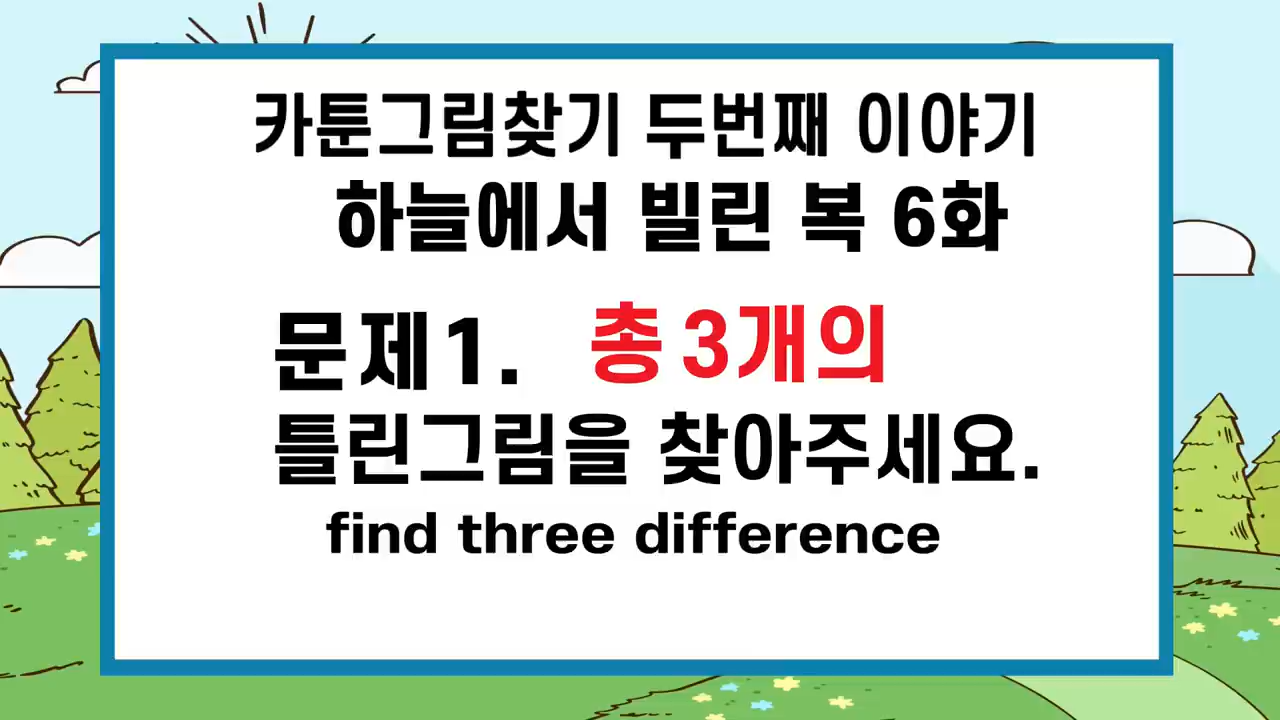 카툰그림찾기 두번째 이야기
하늘에서 빌린 복 6화
문제1. 총3개의
틀린그림을 찾아주세요.
find three difference